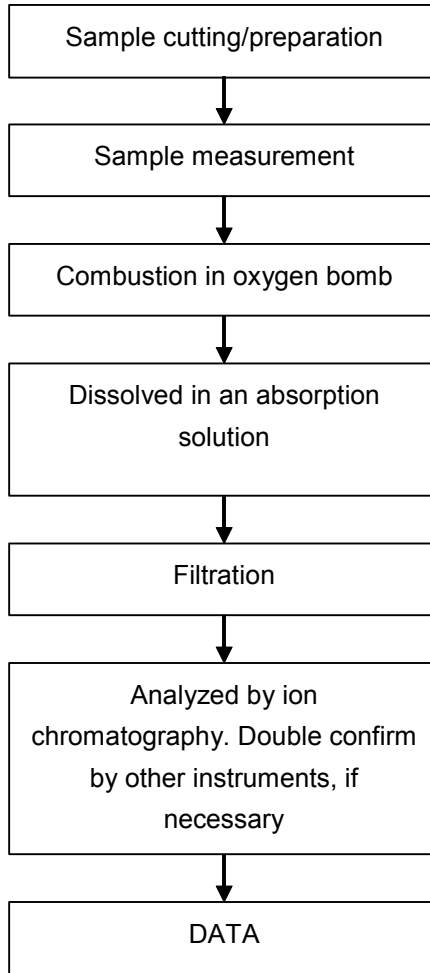 Sample cutting/preparation
Sample measurement
Combustion in oxygen bomb
Dissolved in an absorption
solution
Filtration
Analyzed by ion
chromatography. Double confirm
by other instruments, if
necessary
DATA